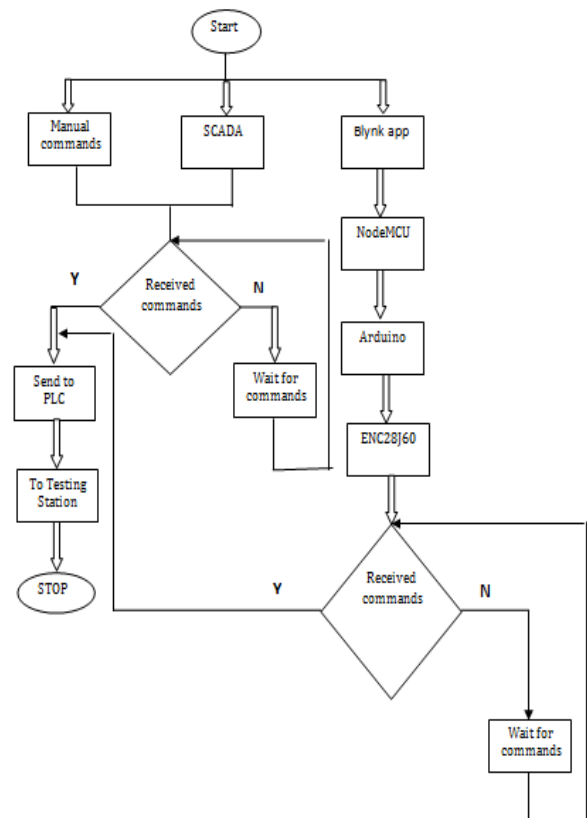 Start
Manual
commands
SCADA
Blynk app
NodeMCU
Y
Received
commands
N
Arduino
Send to
PLC
Wait for
commands
ENC28J60
To Testing
Station
STOP
Y
Received
commands
N
Wait for
commands